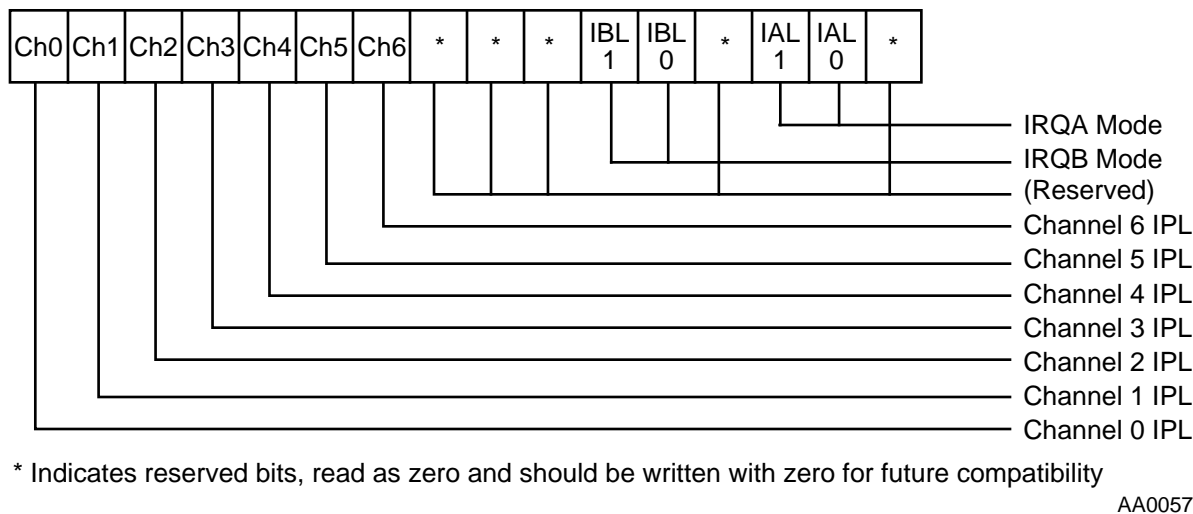 Ch0 Ch1 Ch2 Ch3 Ch4 Ch5 Ch6 * * * IBL 1 IBL 0 * IAL 1 IAL 0 *
IRQA Mode
IRQB Mode
(Reserved)
Channel 6 IPL
Channel 5 IPL
Channel 4 IPL
Channel 3 IPL
Channel 2 IPL
Channel 1 IPL
Channel 0 IPL
* Indicates reserved bits, read as zero and should be written with zero for future compatibility
AA0057